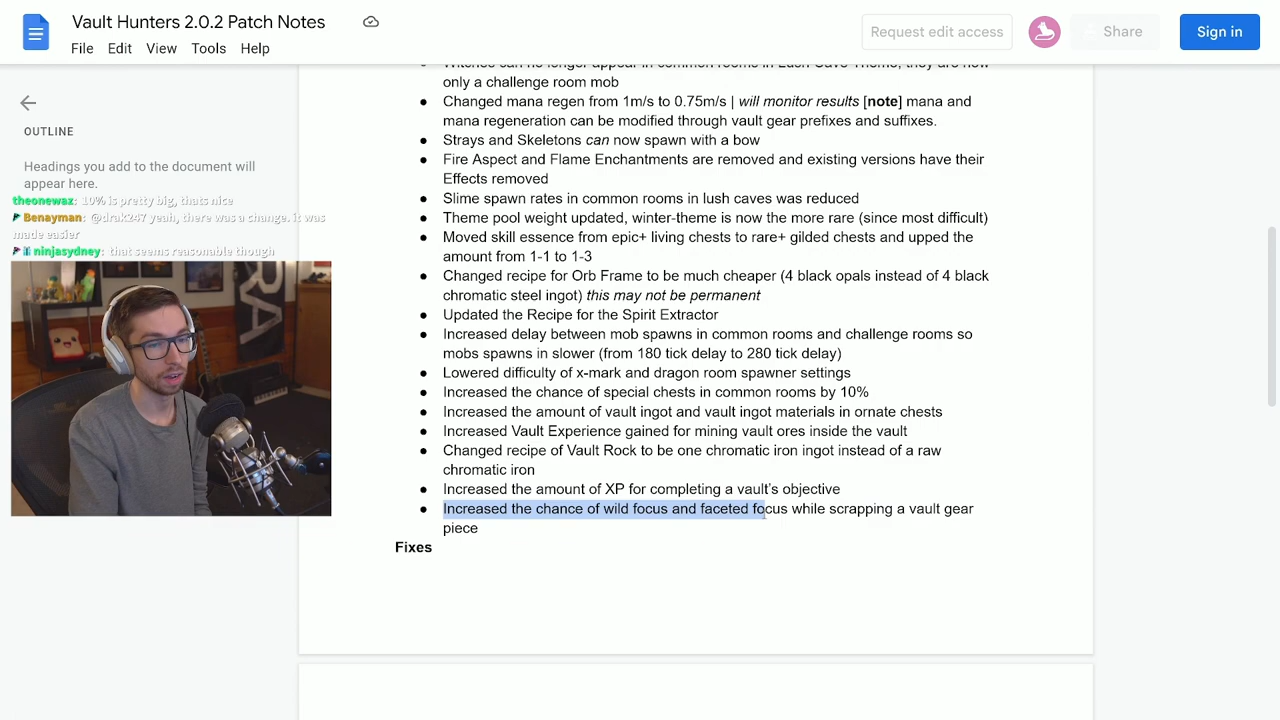 Vault Hunters 2.0.2 Patch Notes
File Edit View Tools Help
Request edit access
Share
Sign in
OUTLINE
Headings you add to the document will
appear here.
theonewaz: 10% is pretty big, thats nice
Benayman: @drak247 yeah, there was a change. it was
made easier
ninjasydney: that seems reasonable though
Witches can no longer appear in common rooms in Lush Cave Theme, they are now
only a challenge room mob
Changed mana regen from 1m/s to 0.75m/s | will monitor results [note] mana and
mana regeneration can be modified through vault gear prefixes and suffixes.
Strays and Skeletons can now spawn with a bow
Fire Aspect and Flame Enchantments are removed and existing versions have their
Effects removed
Slime spawn rates in common rooms in lush caves was reduced
Theme pool weight updated, winter-theme is now the more rare (since most difficult)
Moved skill essence from epic+ living chests to rare+ gilded chests and upped the
amount from 1-1 to 1-3
Changed recipe for Orb Frame to be much cheaper (4 black opals instead of 4 black
chromatic steel ingot) this may not be permanent
Updated the Recipe for the Spirit Extractor
Increased delay between mob spawns in common rooms and challenge rooms so
mobs spawns in slower (from 180 tick delay to 280 tick delay)
Lowered difficulty of x-mark and dragon room spawner settings
Increased the chance of special chests in common rooms by 10%
Increased the amount of vault ingot and vault ingot materials in ornate chests
Increased Vault Experience gained for mining vault ores inside the vault
Changed recipe of Vault Rock to be one chromatic iron ingot instead of a raw
chromatic iron
Increased the amount of XP for completing a vault's objective
Increased the chance of wild focus and faceted focus while scrapping a vault gear
piece
Fixes